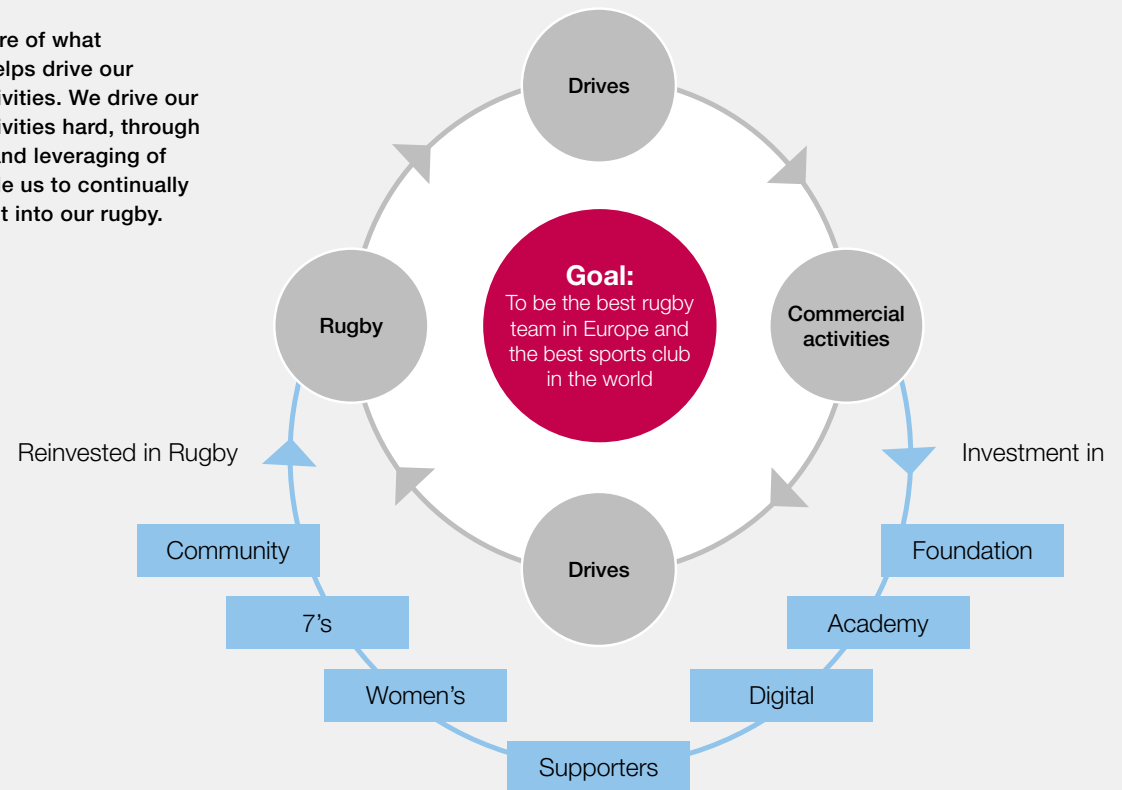 re of what
elps drive our
ivities. We drive our
ivities hard, through
and leveraging of
le us to continually
t into our rugby.
Drives
Goal:
To be the best rugby
team in Europe and
the best sports club
in the world
Rugby
Commercial
activities
Reinvested in Rugby
Investment in
Community
Foundation
Drives
7's
Academy
Women's
Digital
Supporters